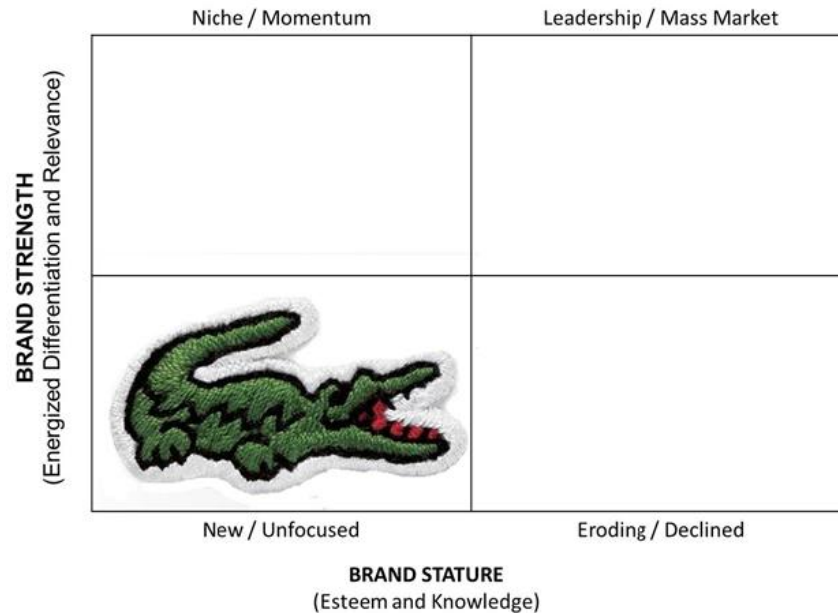 Niche / Momentum
Leadership / Mass Market
BRAND STRENGTH
(Energized Differentiation and Relevance)
New / Unfocused
Eroding / Declined
BRAND STATURE
(Esteem and Knowledge)